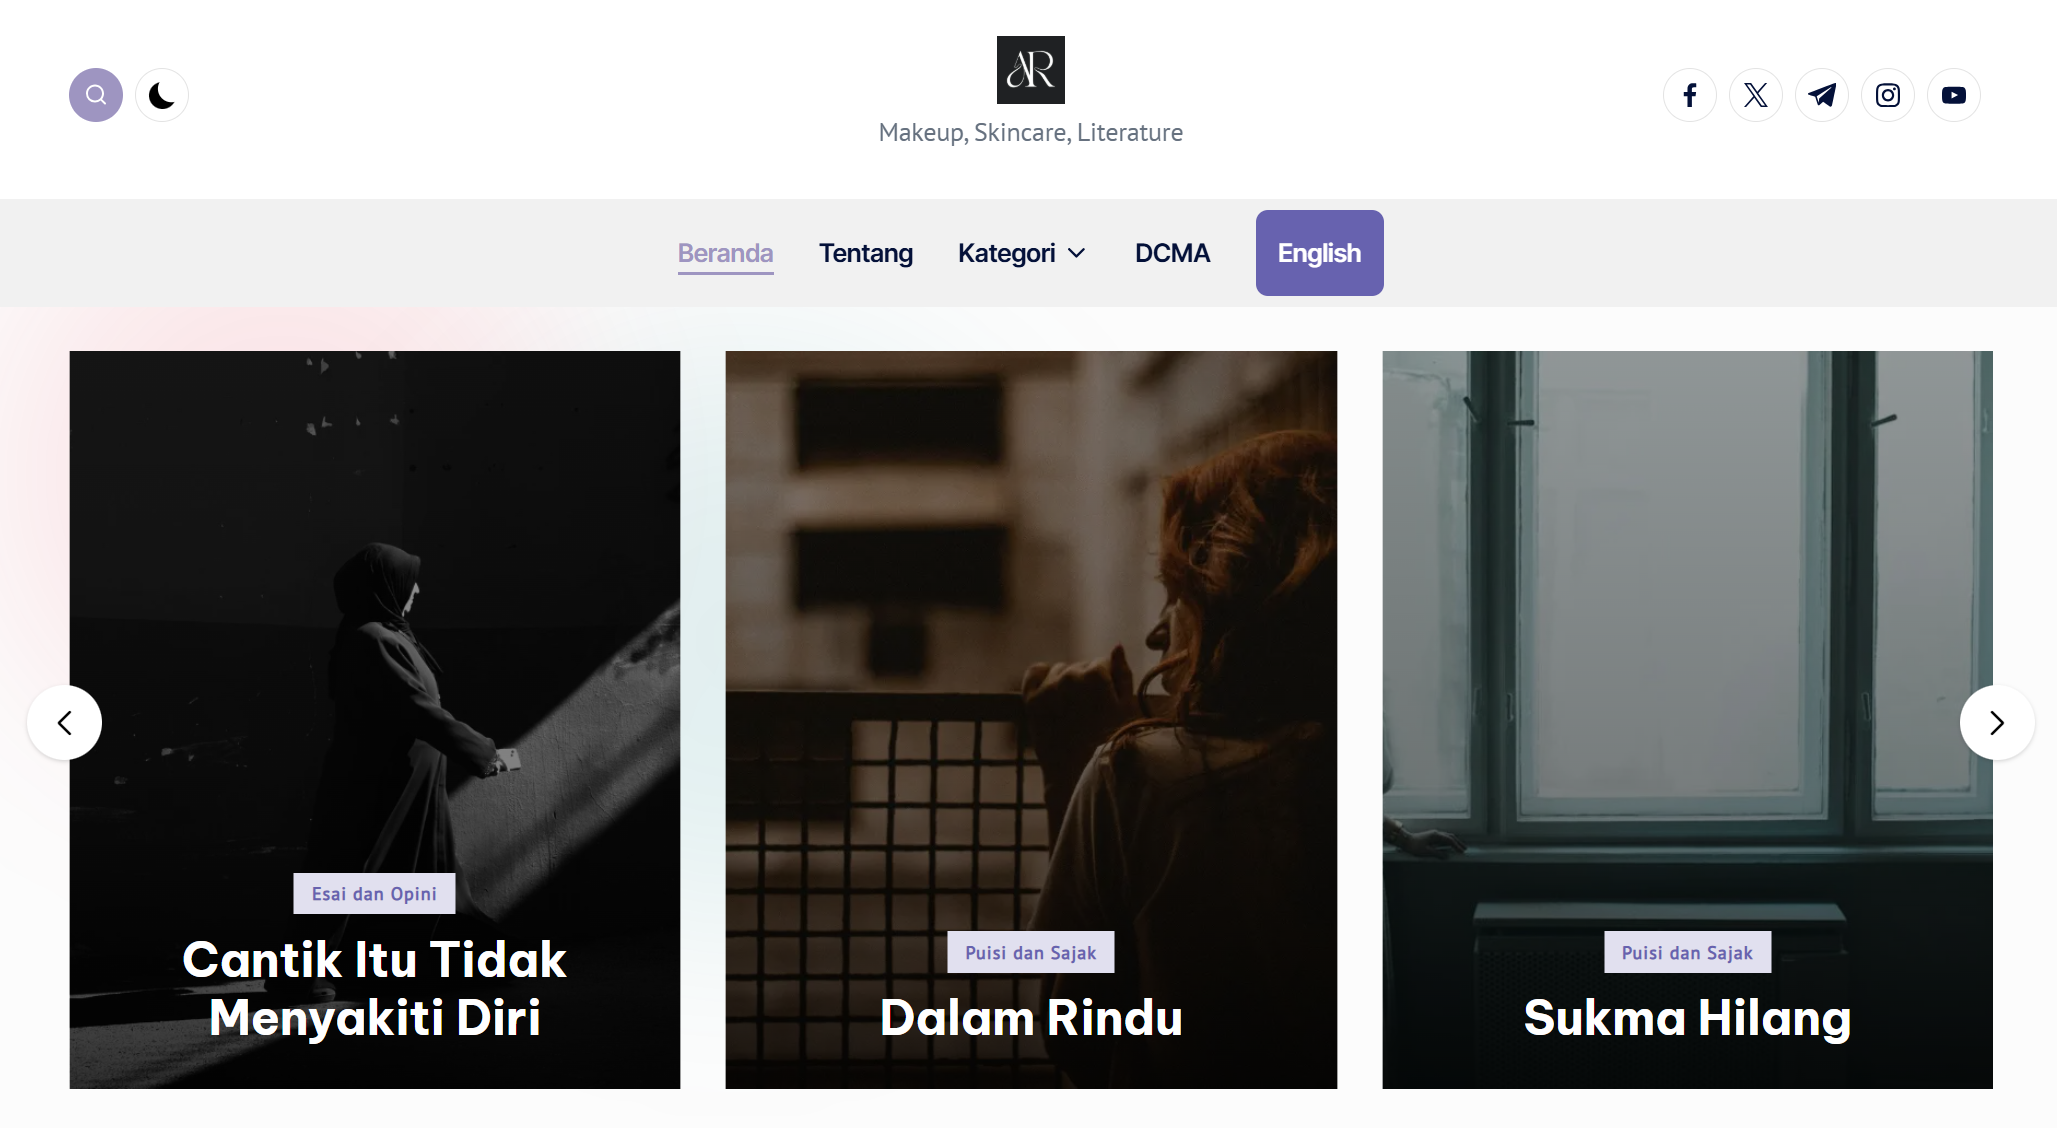 AR
Makeup, Skincare, Literature
Beranda Tentang Kategori DCMA English
Esai dan Opini
Cantik Itu Tidak
Menyakiti Diri
Puisi dan Sajak
Dalam Rindu
Puisi dan Sajak
Sukma Hilang